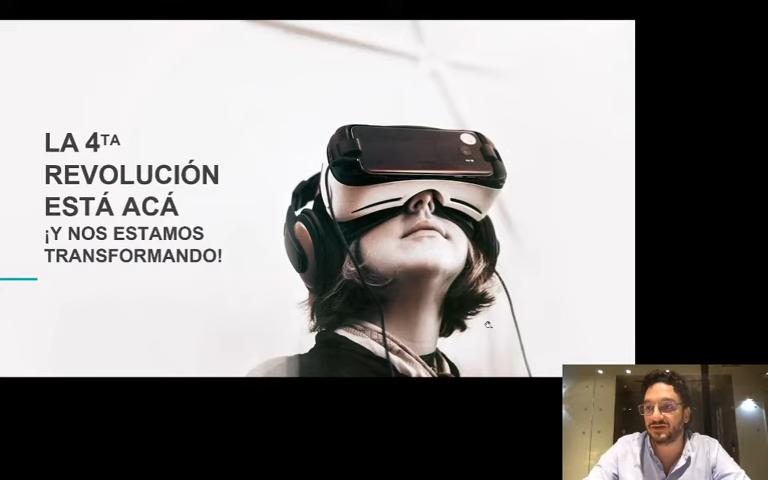 LA 4TA
REVOLUCIÓN
ESTÁ ACÁ
¡Y NOS ESTAMOS
TRANSFORMANDO!